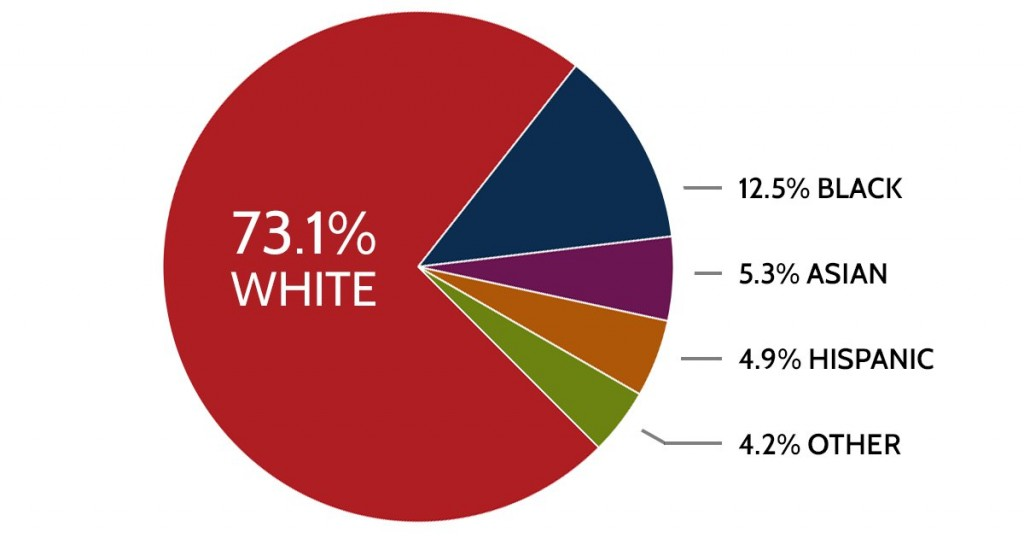 73.1%
WHITE
12.5% BLACK
5.3% ASIAN
4.9% HISPANIC
4.2% OTHER